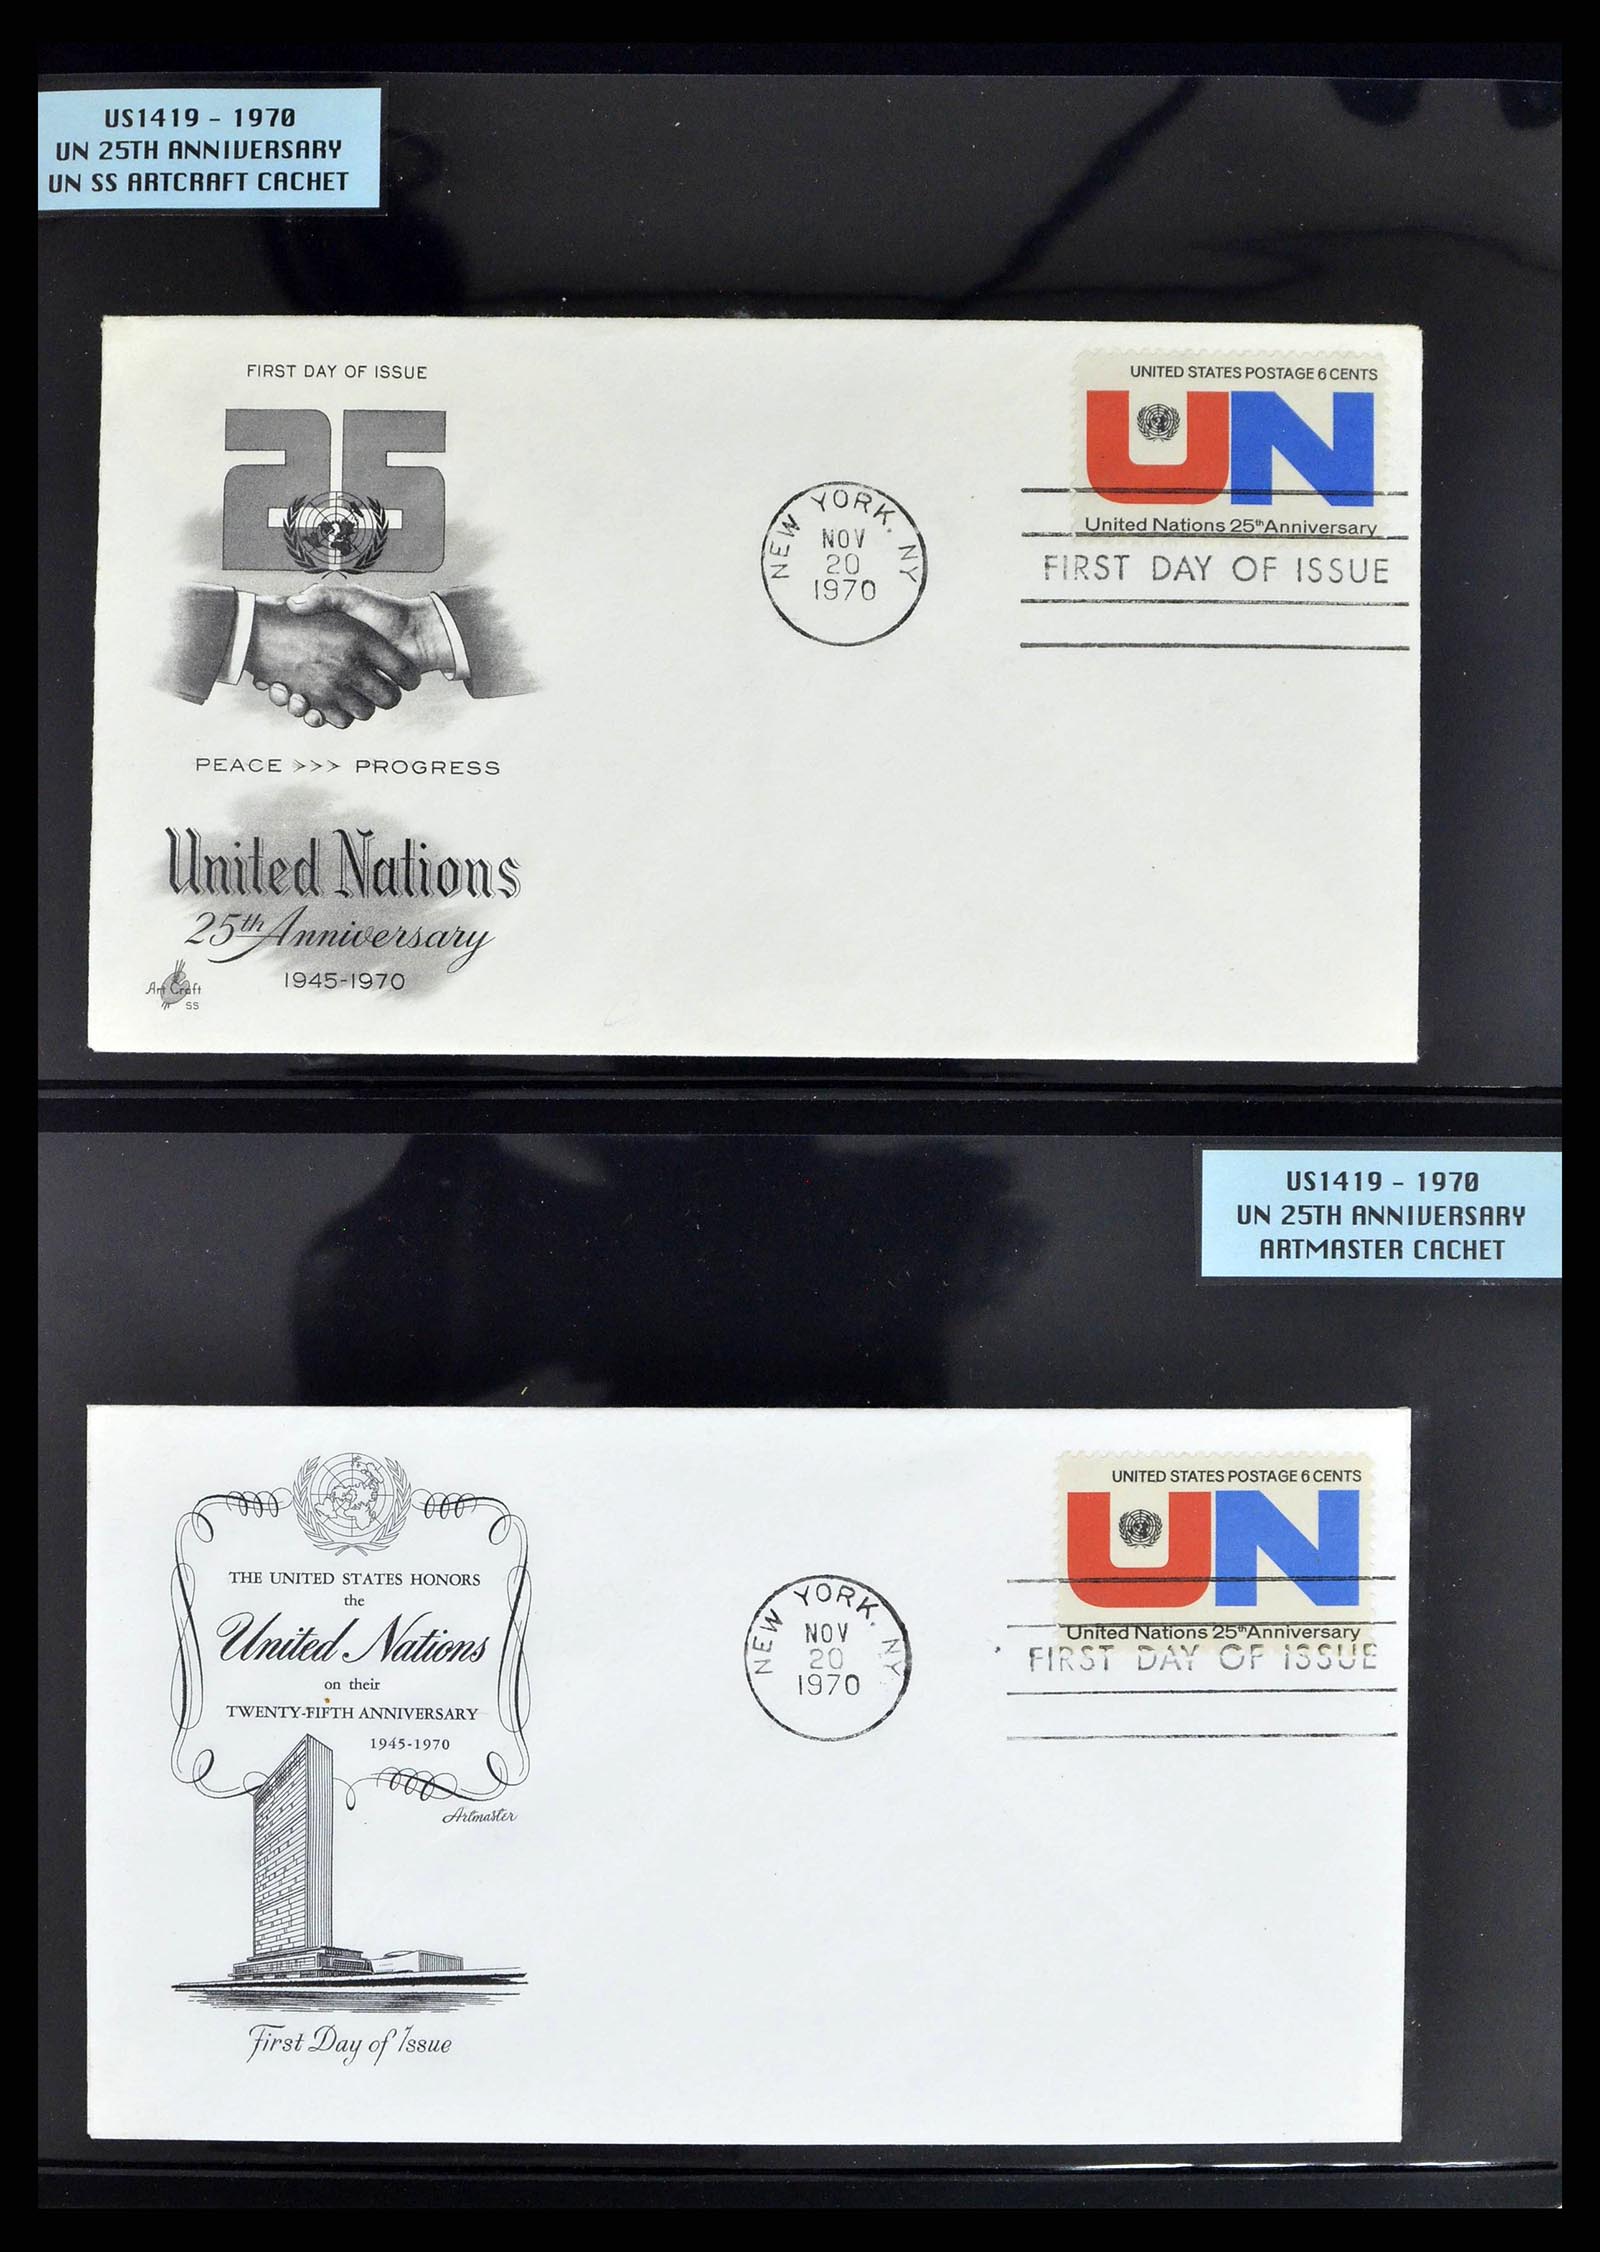 US1419 - 1970
UN 25TH ANNIVERSARY
UN SS ARTCRAFT CACHET
FIRST DAY OF ISSUE
25
PEACE >>> PROGRESS
United Nations
25th Anniversary
1945-1970
Art Craft
SS
NEW YORK, NY
NOV
20
1970
UNITED STATES POSTAGE 6 CENTS
UN
United Nations 25th Anniversary
FIRST DAY OF ISSUE
US1419 - 1970
UN 25TH ANNIVERSARY
ARTMASTER CACHET
THE UNITED STATES HONORS
the
United Nations
on their
TWENTY-FIFTH ANNIVERSARY
1945-1970
Artmaster
First Day of Issue
NEW YORK, NY
NOV
20
1970
UNITED STATES POSTAGE 6 CENTS
UN
United Nations 25th Anniversary
FIRST DAY OF ISSUE